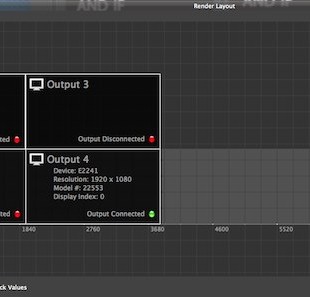 AND IF
AND IF
Render Layout
Output 3
ted
Output Disconnected
Output 4
Device: E2241
Resolution: 1920 x 1080
Model #: 22553
Display Index: 0
ted
Output Connected
1840 2760 3680 4600 5520
ck Values